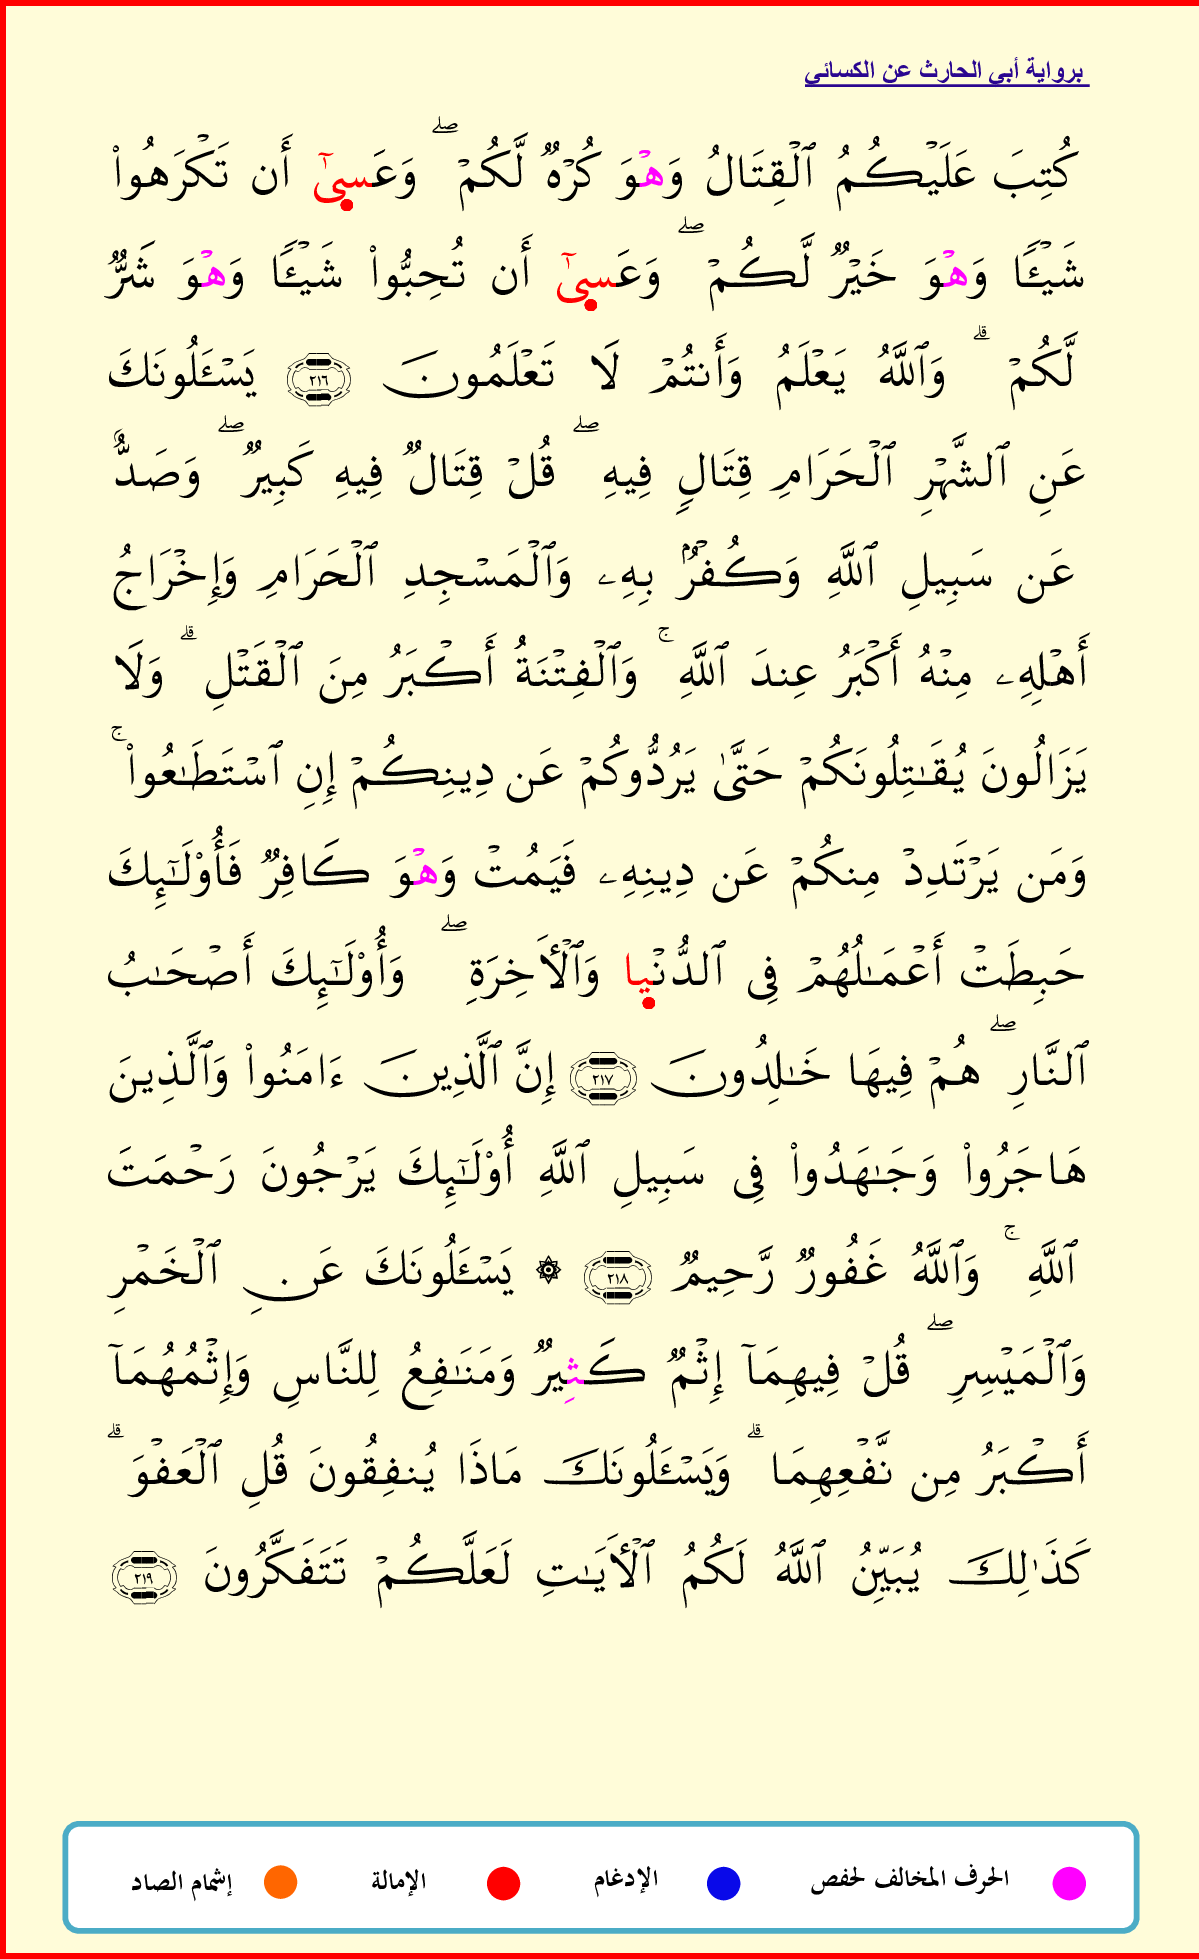 برواية أبي الحارث عن الكسائي
كُتِبَ عَلَيْكُمُ ٱلْقِتَالُ وَهْوَ كُرْهٌ لَّكُمْ ۖ وَعَسىٰٓ أَن تَكْرَهُوا۟
شَيْـًٔا وَهْوَ خَيْرٌ لَّكُمْ ۖ وَعَسىٰٓ أَن تُحِبُّوا۟ شَيْـًٔا وَهْوَ شَرٌّ
لَّكُمْ ۗ وَٱللَّهُ يَعْلَمُ وَأَنتُمْ لَا تَعْلَمُونَ ٢١٦ يَسْـَٔلُونَكَ
عَنِ ٱلشَّهْرِ ٱلْحَرَامِ قِتَالٍ فِيهِ ۖ قُلْ قِتَالٌ فِيهِ كَبِيرٌ ۖ وَصَدٌّ
عَن سَبِيلِ ٱللَّهِ وَكُفْرٌۢ بِهِۦ وَٱلْمَسْجِدِ ٱلْحَرَامِ وَإِخْرَاجُ
أَهْلِهِۦ مِنْهُ أَكْبَرُ عِندَ ٱللَّهِ ۚ وَٱلْفِتْنَةُ أَكْبَرُ مِنَ ٱلْقَتْلِ ۗ وَلَا
يَزَالُونَ يُقَـٰتِلُونَكُمْ حَتَّىٰ يَرُدُّوكُمْ عَن دِينِكُمْ إِنِ ٱسْتَطَـٰعُوا۟ ۚ
وَمَن يَرْتَدِدْ مِنكُمْ عَن دِينِهِۦ فَيَمُتْ وَهْوَ كَافِرٌ فَأُو۟لَـٰٓئِكَ
حَبِطَتْ أَعْمَـٰلُهُمْ فِى ٱلدُّنْيا وَٱلْأَخِرَةِ ۖ وَأُو۟لَـٰٓئِكَ أَصْحَـٰبُ
ٱلنَّارِ ۖ هُمْ فِيهَا خَـٰلِدُونَ ٢١٧ إِنَّ ٱلَّذِينَ ءَامَنُوا۟ وَٱلَّذِينَ
هَاجَرُوا۟ وَجَـٰهَدُوا۟ فِى سَبِيلِ ٱللَّهِ أُو۟لَـٰٓئِكَ يَرْجُونَ رَحْمَتَ
ٱللَّهِ ۚ وَٱللَّهُ غَفُورٌ رَّحِيمٌ ٢١٨ ۞ يَسْـَٔلُونَكَ عَنِ ٱلْخَمْرِ
وَٱلْمَيْسِرِ ۖ قُلْ فِيهِمَآ إِثْمٌ كَثِيرٌ وَمَنَـٰفِعُ لِلنَّاسِ وَإِثْمُهُمَآ
أَكْبَرُ مِن نَّفْعِهِمَا ۗ وَيَسْـَٔلُونَكَ مَاذَا يُنفِقُونَ قُلِ ٱلْعَفْوَ ۗ
كَذَٰلِكَ يُبَيِّنُ ٱللَّهُ لَكُمُ ٱلْأَيَـٰتِ لَعَلَّكُمْ تَتَفَكَّرُونَ ٢١٩
الحرف المخالف لحفص الإدغام الإمالة إشمام الصاد